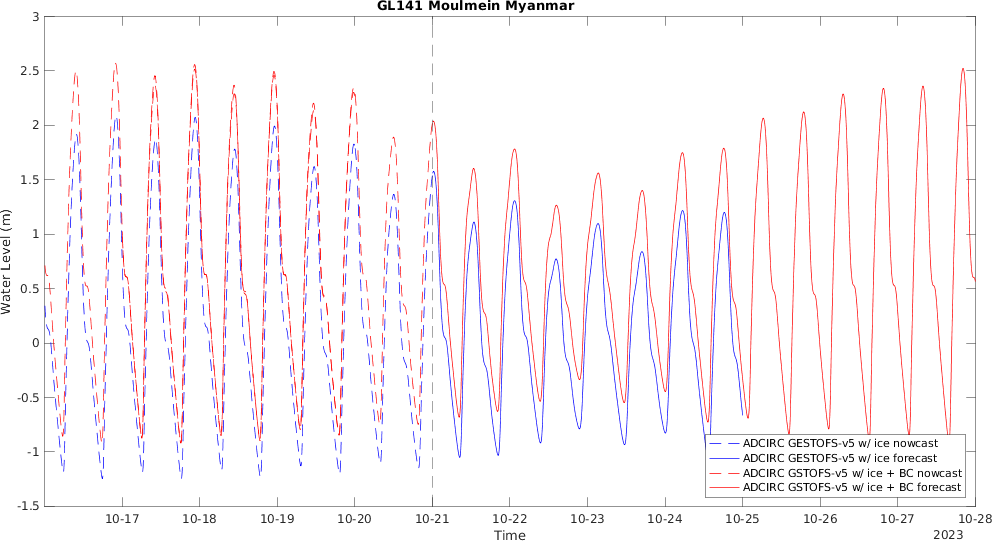 GL141 Moulmein Myanmar
3
2.5
2
1.5
1
0.5
0
-0.5
-1
-1.5
Water Level (m)
ADCIRC GESTOFS-v5 w/ ice nowcast
ADCIRC GESTOFS-v5 w/ ice forecast
ADCIRC GSTOFS-v5 w/ ice + BC nowcast
ADCIRC GSTOFS-v5 w/ ice + BC forecast
10-17 10-18 10-19 10-20 10-21 10-22 10-23 10-24 10-25 10-26 10-27 10-28
Time
2023